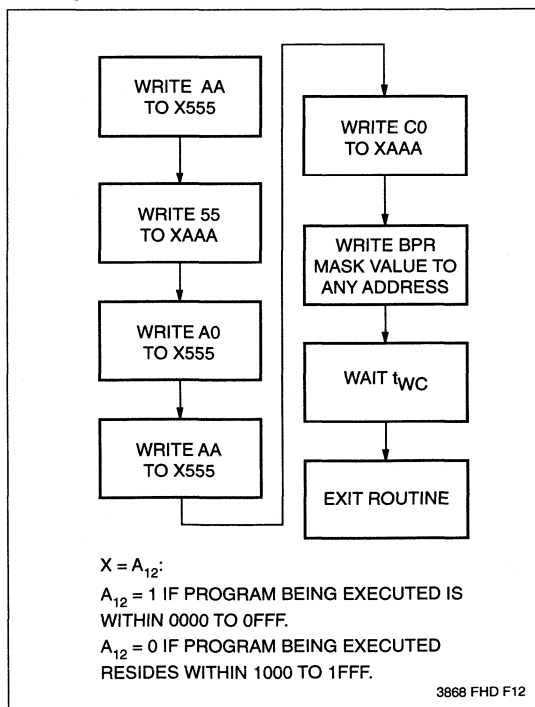 WRITE AA
TO X555
WRITE 55
TO XAAA
WRITE A0
TO X555
WRITE AA
TO X555
WRITE C0
TO XAAA
WRITE BPR
MASK VALUE TO
ANY ADDRESS
WAIT tWC
EXIT ROUTINE
X = A12:
A12 = 1 IF PROGRAM BEING EXECUTED IS
WITHIN 0000 TO 0FFF.
A12 = 0 IF PROGRAM BEING EXECUTED
RESIDES WITHIN 1000 TO 1FFF.
3868 FHD F12